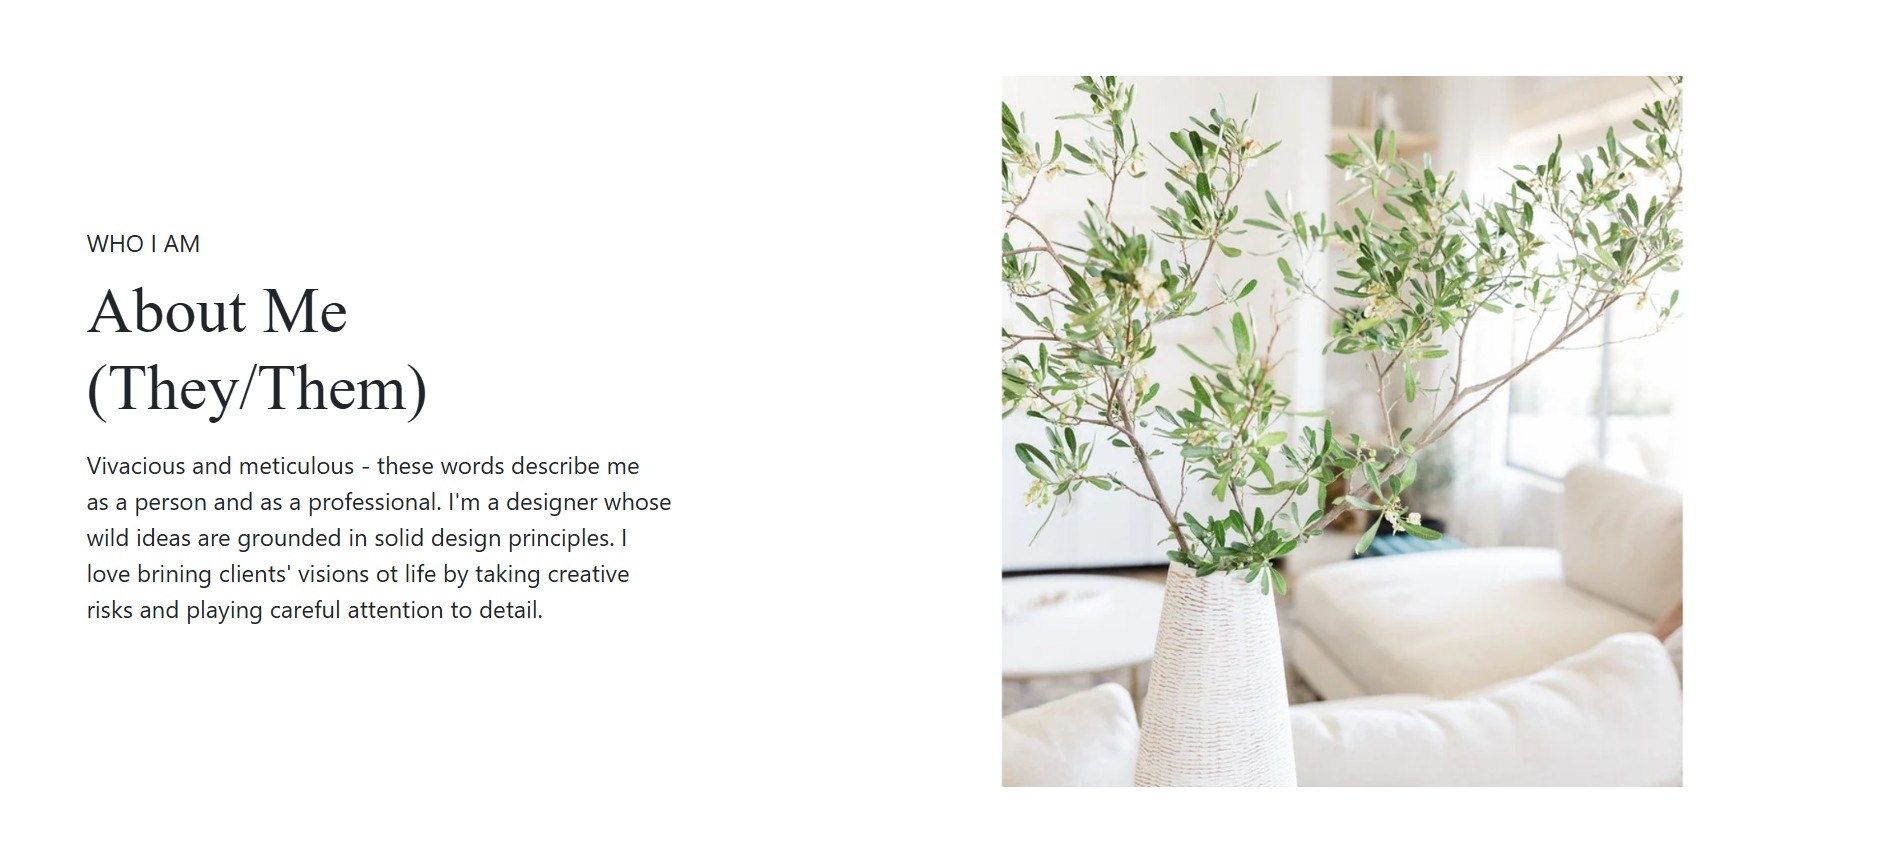 WHO I AM
About Me
(They/Them)
Vivacious and meticulous - these words describe me
as a person and as a professional. I'm a designer whose
wild ideas are grounded in solid design principles. I
love brining clients' visions ot life by taking creative
risks and playing careful attention to detail.